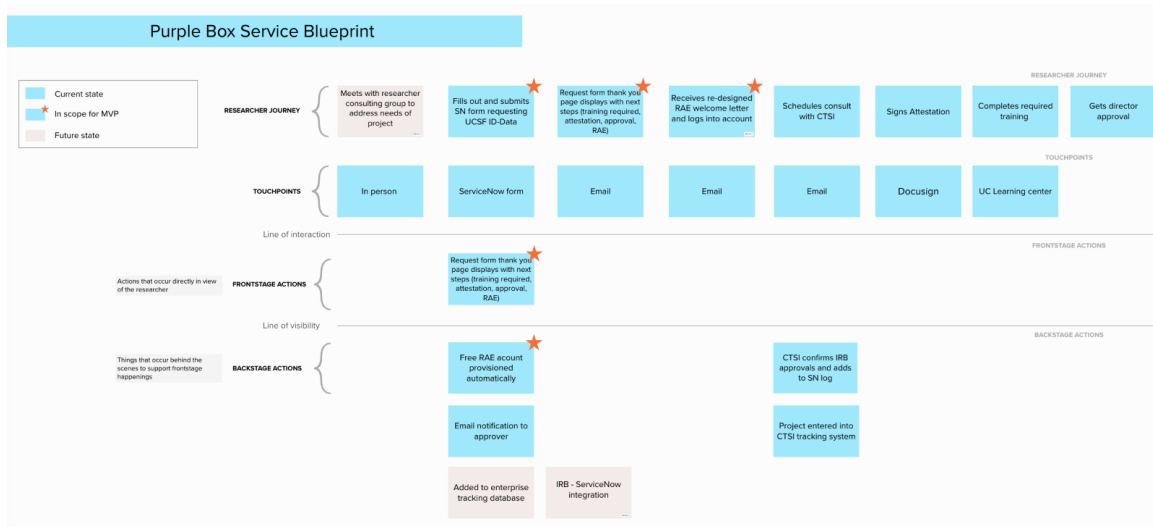 Purple Box Service Blueprint
Current state
In scope for MVP
Future state
RESEARCHER JOURNEY
RESEARCHER JOURNEY
Meets with researcher
consulting group to
address needs of
project
Fills out and submits
SN form requesting
UCSF ID-Data
Request form thank you
page displays with next
steps (training required,
attestation, approval,
RAE)
Receives re-designed
RAE welcome letter
and logs into account
Schedules consult
with CTSI
Signs Attestation
Completes required
training
Gets director
approval
TOUCHPOINTS
TOUCHPOINTS
In person
ServiceNow form
Email
Email
Email
Docusign
UC Learning center
Line of interaction
FRONTSTAGE ACTIONS
Actions that occur directly in view
of the researcher
FRONTSTAGE ACTIONS
Request form thank you
page displays with next
steps (training required,
attestation, approval,
RAE)
Line of visibility
BACKSTAGE ACTIONS
Things that occur behind the
scenes to support frontstage
happenings
BACKSTAGE ACTIONS
Free RAE acount
provisioned
automatically
CTSI confirms IRB
approvals and adds
to SN log
Email notification to
approver
Project entered into
CTSI tracking system
Added to enterprise
tracking database
IRB - ServiceNow
integration